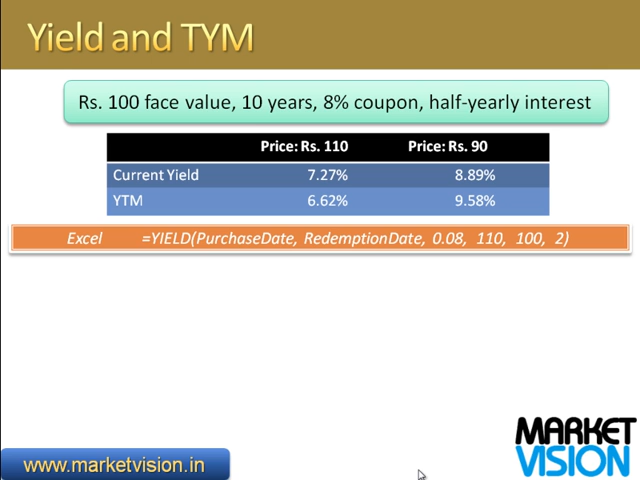 Yield and TYM
Rs. 100 face value, 10 years, 8% coupon, half-yearly interest
Price: Rs. 110 Price: Rs. 90
Current Yield 7.27% 8.89%
YTM 6.62% 9.58%
Excel =YIELD(PurchaseDate, RedemptionDate, 0.08, 110, 100, 2)
MARKET
VISION
www.marketvision.in